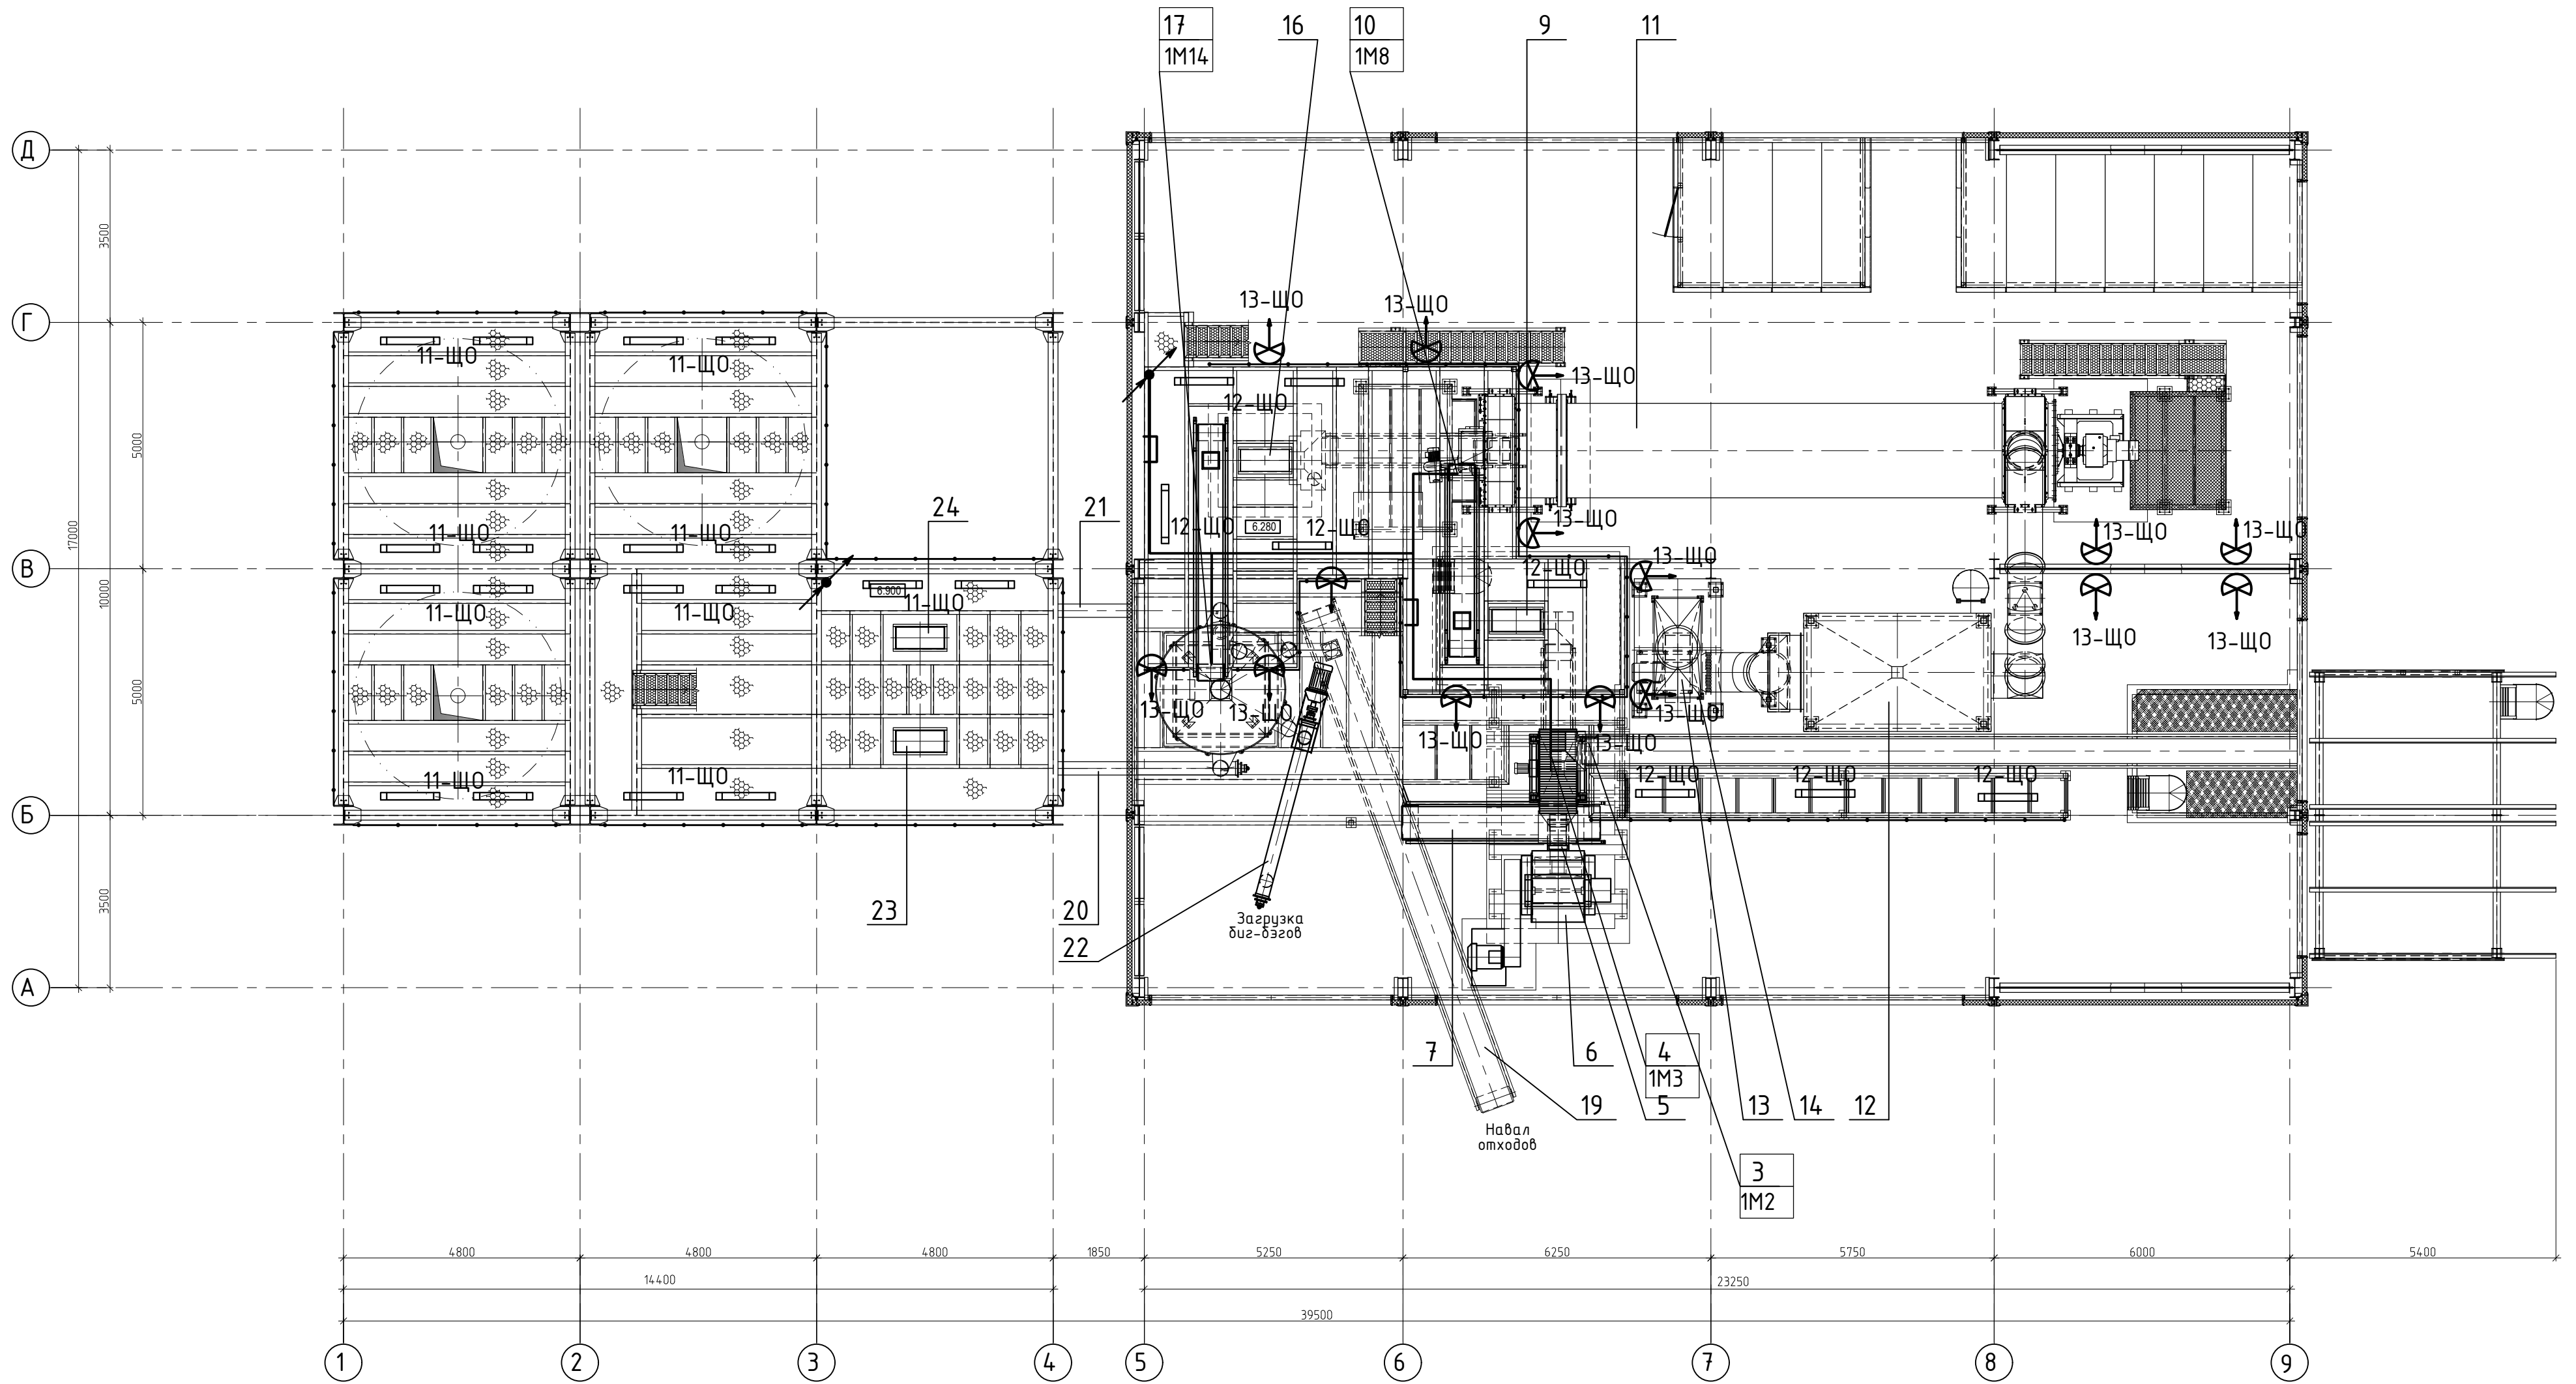 17
1М14
16
10
1М8
9
11
Д
3500
13-ЩО
13-ЩО
Г
11-ЩО
11-ЩО
13-ЩО
12-ЩО
5000
24
21
17000
11-ЩО
11-ЩО
12-ЩО
6.280
12-ЩО
13-ЩО
13-ЩО
13-ЩО
13-ЩО
В
12-ЩО
10000
6.900
11-ЩО
11-ЩО
11-ЩО
13-ЩО
13-ЩО
5000
13-ЩО
13-ЩО
13-ЩО
13-ЩО
13-ЩО
11-ЩО
11-ЩО
12-ЩО
12-ЩО
12-ЩО
Б
3500
23
20
Загрузка
биг-бэгов
22
А
7
6
4
1М3
19
5
13
14
12
Навал
отходов
3
1М2
4800
4800
4800
1850
5250
6250
5750
6000
5400
14400
23250
39500
1
2
3
4
5
6
7
8
9